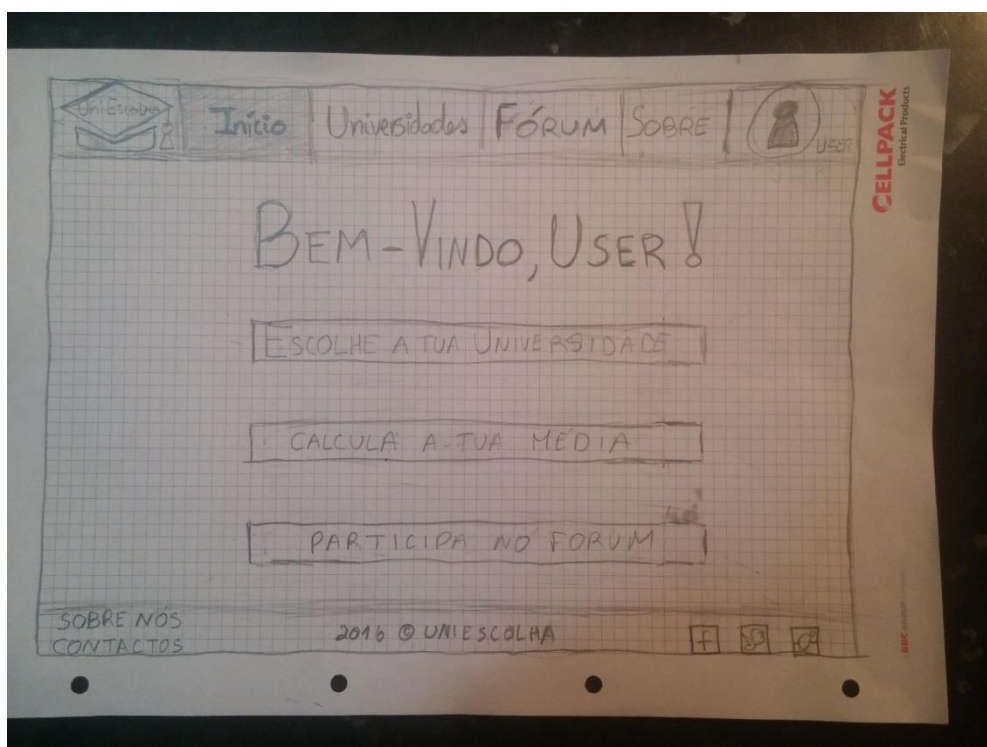 UniEscolha
Início Universidades FÓRUM SOBRE
USER
BEM-VINDO, USER!
ESCOLHE A TUA UNIVERSIDADE
CALCULA A TUA MÉDIA
PARTICIPA NO FORUM
SOBRE NÓS
CONTACTOS
2016 © UNIESCOLHA
f
CELLPACK
Electrical Products